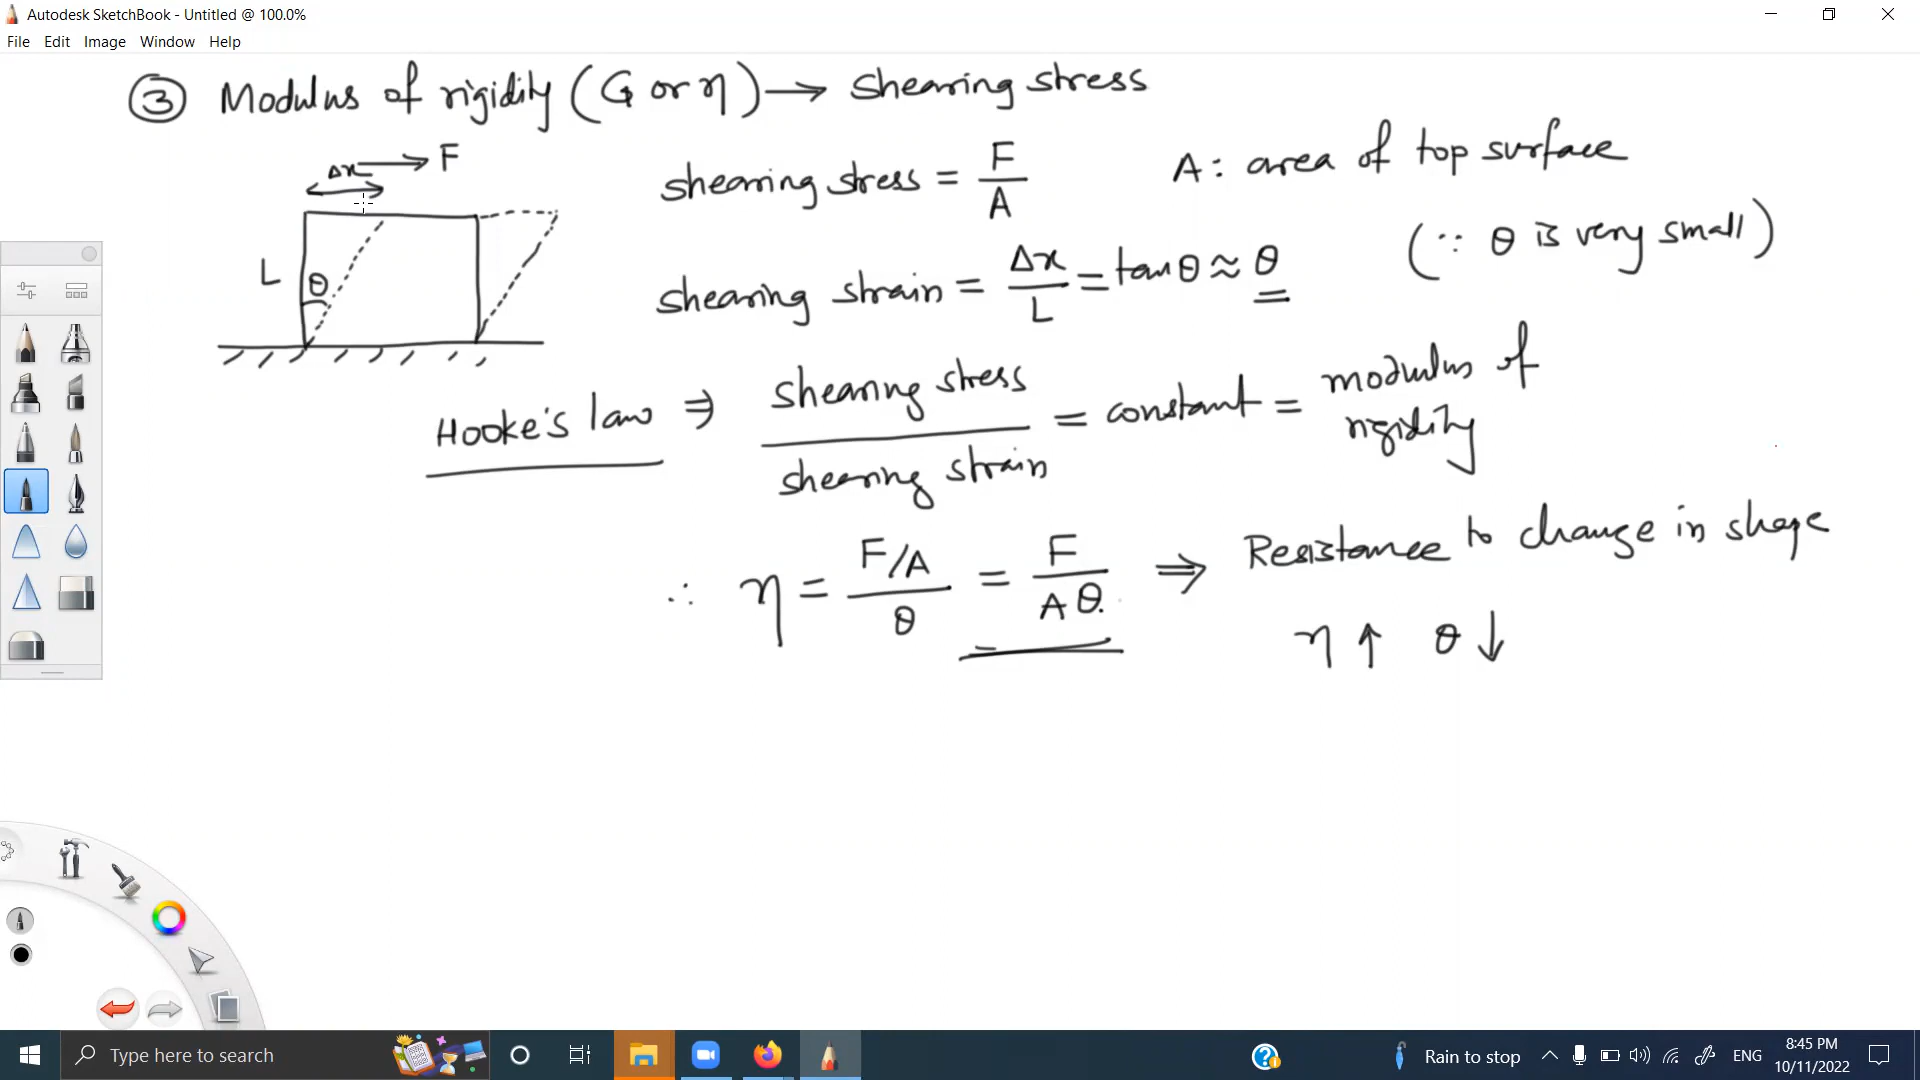 Autodesk SketchBook - Untitled @ 100.0%
File Edit Image Window Help
③ Modulus of rigidity (G or η) → shearing stress
Δx → F
L θ
shearing stress = F/A
A : area of top surface
shearing strain = Δx/L = tanθ ≈ θ
(∵ θ is very small)
Hooke's law ⇒ shearing stress / shearing strain = constant = modulus of rigidity
∴ η = F/A / θ = F / Aθ. ⇒ Resistance to change in shape
η ↑ θ ↓
Type here to search
Rain to stop
ENG
8:45 PM
10/11/2022